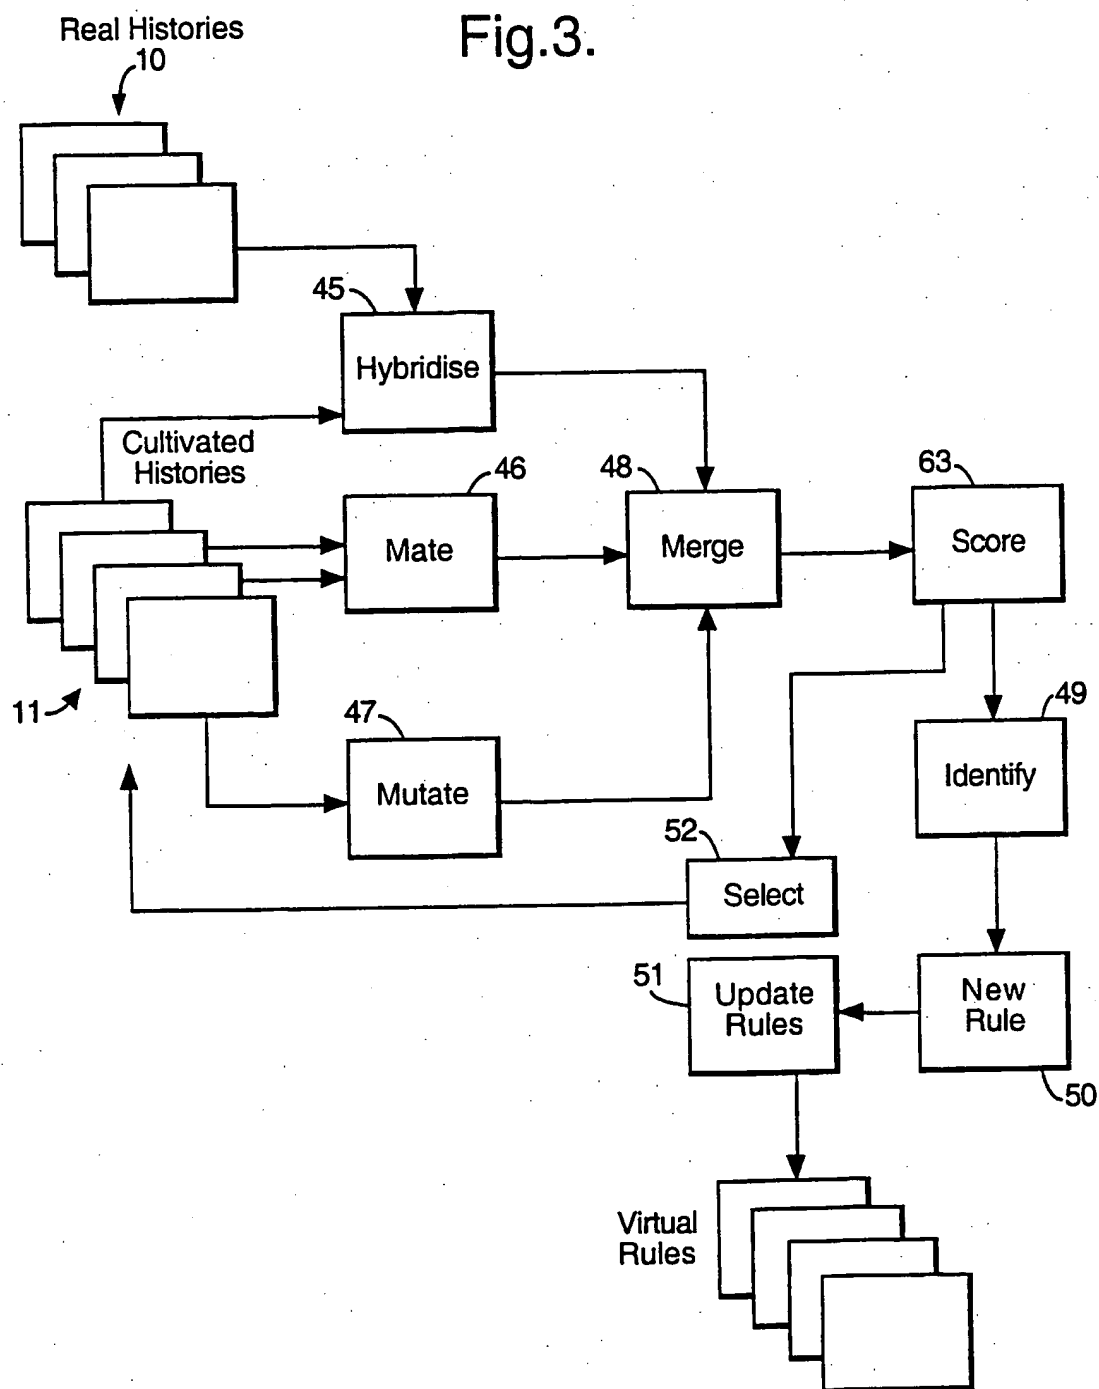 Fig.3.
Real Histories
10
45
Hybridise
Cultivated
Histories
46
Mate
48
Merge
63
Score
11
47
Mutate
49
Identify
52
Select
51
Update
Rules
New
Rule
50
Virtual
Rules